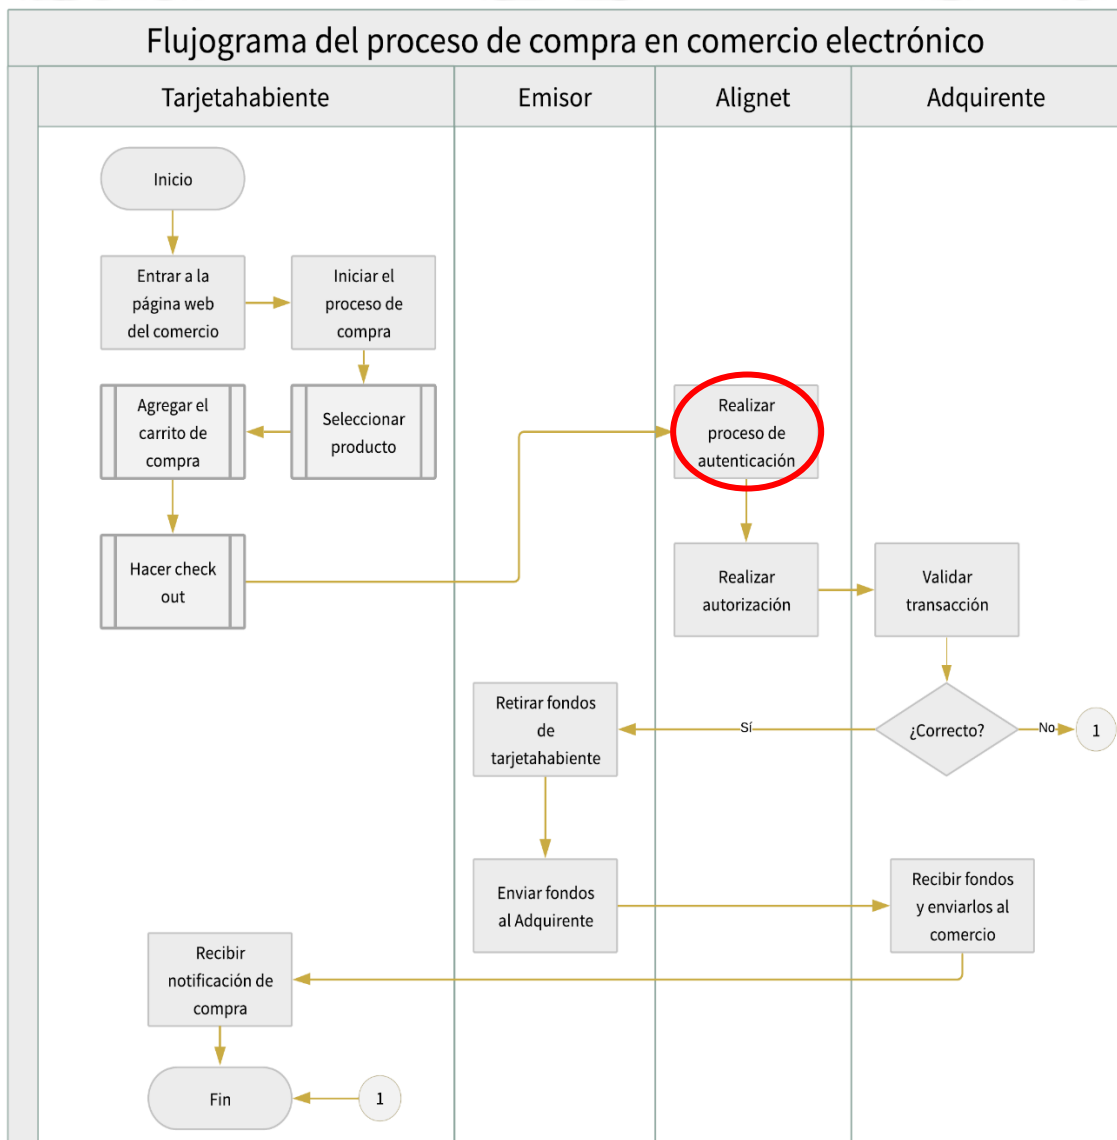 Flujograma del proceso de compra en comercio electrónico
Tarjetahabiente
Emisor
Alignet
Adquirente
Inicio
Entrar a la
página web
del comercio
Iniciar el
proceso de
compra
Agregar el
carrito de
compra
Seleccionar
producto
Realizar
proceso de
autenticación
Hacer check
out
Realizar
autorización
Validar
transacción
Retirar fondos
de
tarjetahabiente
Sí
¿Correcto?
No
1
Enviar fondos
al Adquirente
Recibir fondos
y enviarlos al
comercio
Recibir
notificación de
compra
Fin
1